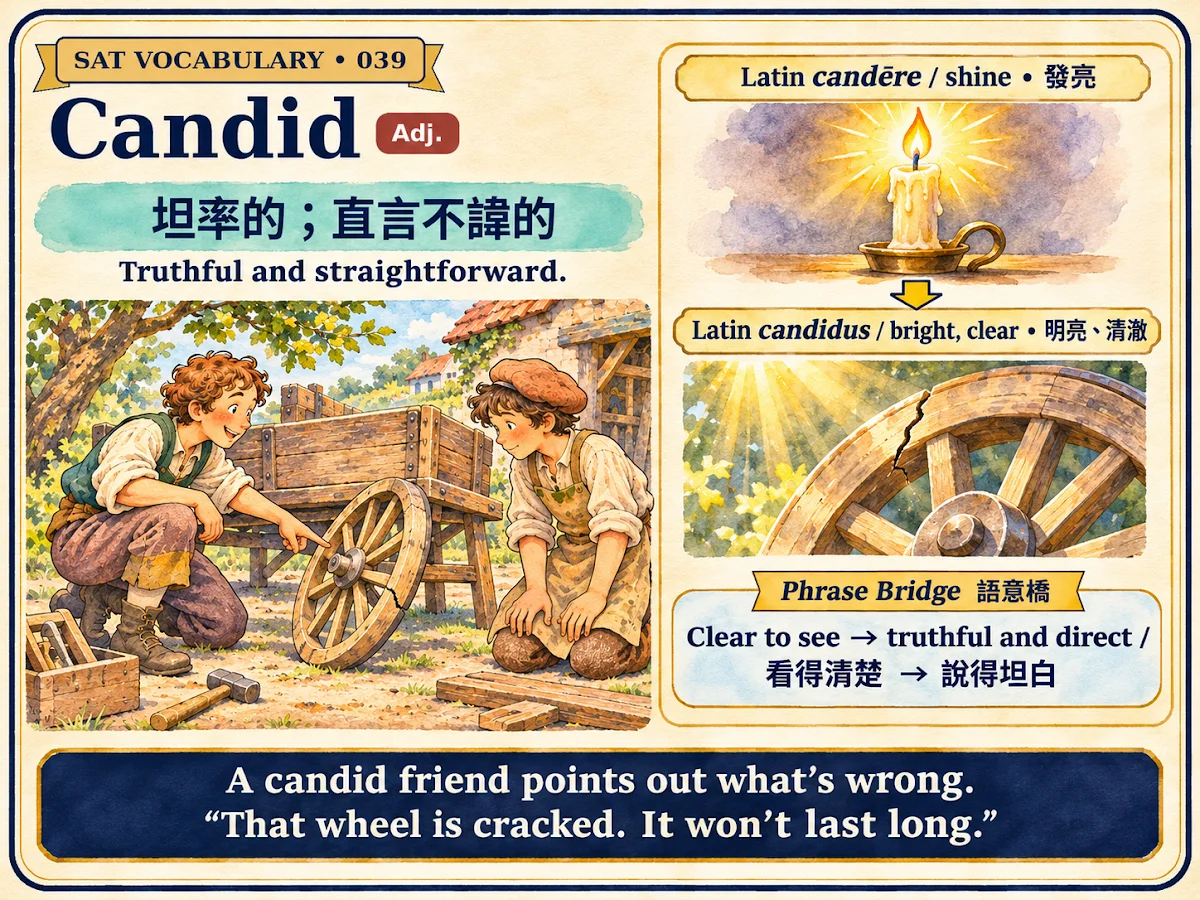 SAT VOCABULARY • 039
Candid
Adj.
坦率的；直言不諱的
Truthful and straightforward.
Latin candēre / shine • 發亮
Latin candidus / bright, clear • 明亮、清澈
Phrase Bridge 語意橋
Clear to see → truthful and direct /
看得清楚 → 說得坦白
A candid friend points out what’s wrong.
“That wheel is cracked. It won’t last long.”